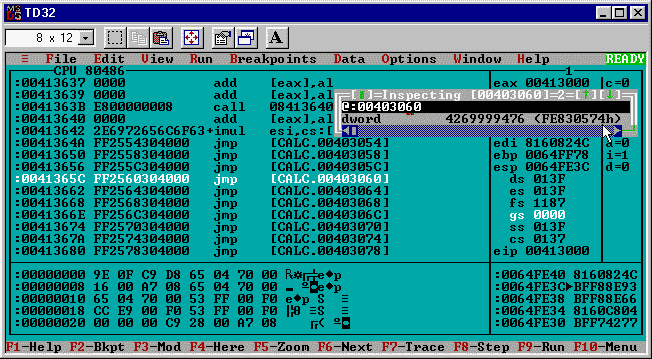 TD32
8 x 12
A
≡ File Edit View Run Breakpoints Data Options Window Help READY
CPU 80486 1
:00413637 0000 add [eax],al eax 00413000 c=0
:00413639 0000 add [eax],al
:0041363B E800000008 call 08413640
:00413640 0000 add [eax],al
:00413642 2E6972656C6F63+imul esi,cs:[
[■]=Inspecting [00403060]=2=[↑][↓]
@:00403060
dword 4269999476 (FE830574h)
:0041364A FF2554304000 jmp [CALC.00403054] edi 8160824C i=0
:00413650 FF2558304000 jmp [CALC.00403058] ebp 0064FF78 i=1
:00413656 FF255C304000 jmp [CALC.0040305C] esp 0064FE3C d=0
:0041365C FF2560304000 jmp [CALC.00403060] ds 013F
:00413662 FF2564304000 jmp [CALC.00403064] es 013F
:00413668 FF2568304000 jmp [CALC.00403068] fs 1187
:0041366E FF256C304000 jmp [CALC.0040306C] gs 0000
:00413674 FF2570304000 jmp [CALC.00403070] ss 013F
:0041367A FF2574304000 jmp [CALC.00403074] cs 0137
:00413680 FF2578304000 jmp [CALC.00403078] eip 00413000
:00000000 9E 0F C9 D8 65 04 70 00 ₧☼╔╪e♦p :0064FE40 8160824C
:00000008 16 00 A7 08 65 04 70 00 ▬ º◘e♦p :0064FE3C►BFF88E93
:00000010 65 04 70 00 53 FF 00 F0 e♦p S ≡ :0064FE38 BFF88E66
:00000018 CC E9 00 F0 53 FF 00 F0 ╠Θ ≡S ≡ :0064FE34 8160C804
:00000020 00 00 00 C9 28 00 A7 08 ╔( º◘ :0064FE30 BFF74277
F1-Help F2-Bkpt F3-Mod F4-Here F5-Zoom F6-Next F7-Trace F8-Step F9-Run F10-Menu